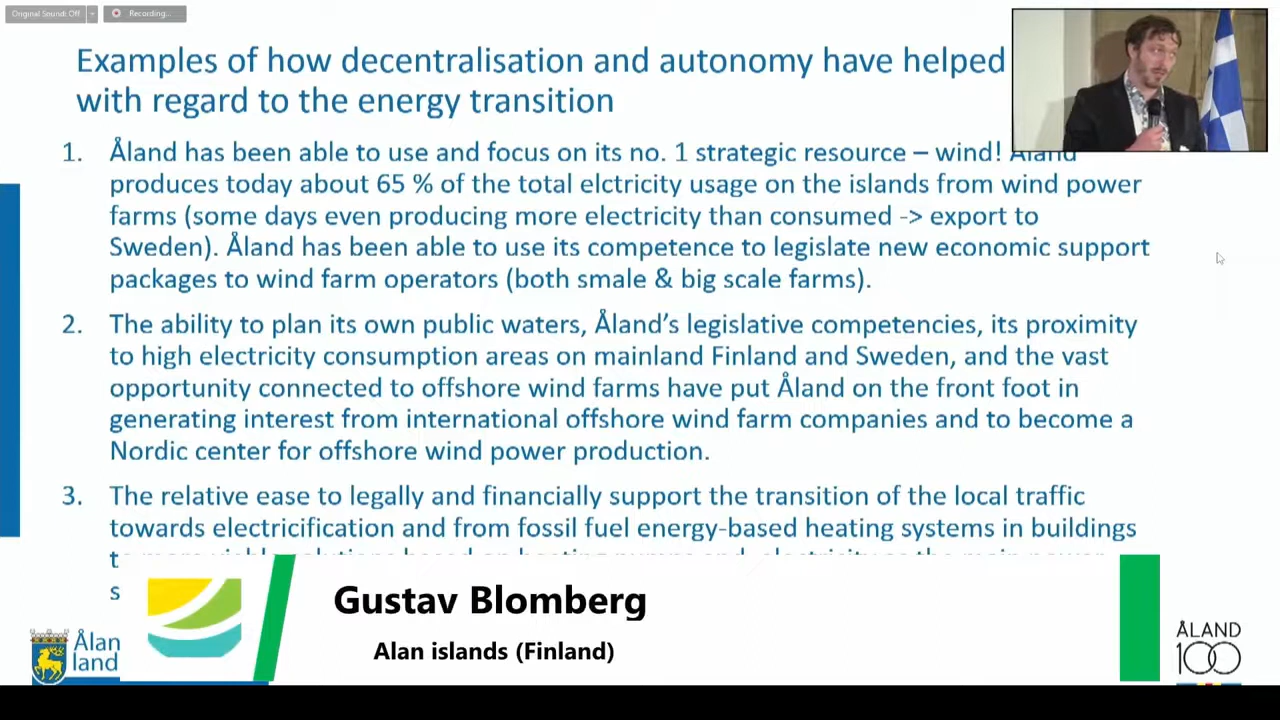 Original Sound: Off
Recording...
Examples of how decentralisation and autonomy have helped
with regard to the energy transition
1. Åland has been able to use and focus on its no. 1 strategic resource – wind! Åland
produces today about 65 % of the total elctricity usage on the islands from wind power
farms (some days even producing more electricity than consumed -> export to
Sweden). Åland has been able to use its competence to legislate new economic support
packages to wind farm operators (both smale & big scale farms).
2. The ability to plan its own public waters, Åland's legislative competencies, its proximity
to high electricity consumption areas on mainland Finland and Sweden, and the vast
opportunity connected to offshore wind farms have put Åland on the front foot in
generating interest from international offshore wind farm companies and to become a
Nordic center for offshore wind power production.
3. The relative ease to legally and financially support the transition of the local traffic
towards electricification and from fossil fuel energy-based heating systems in buildings
Gustav Blomberg
Alan islands (Finland)
Ålan
land
ÅLAND
100